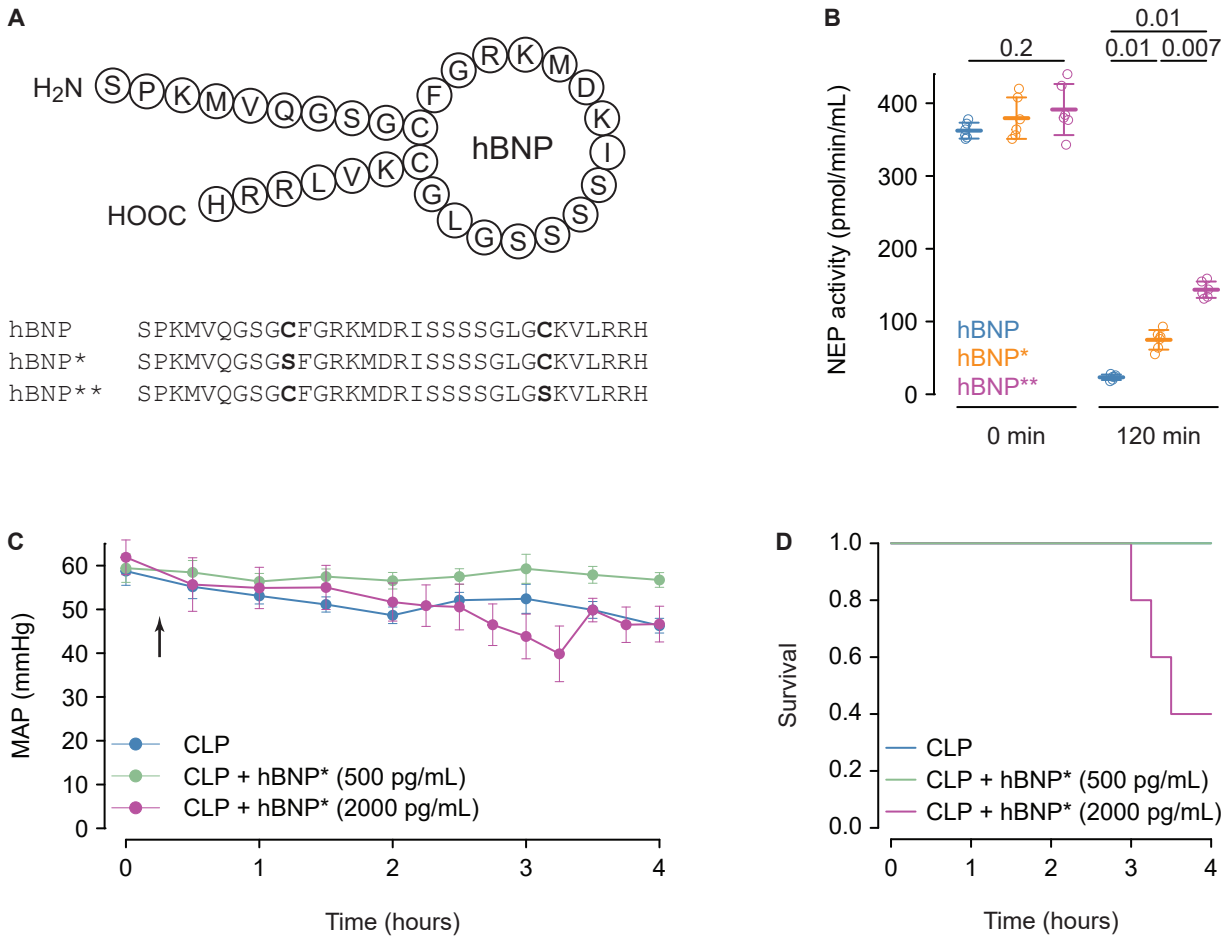 A
H2N S P K M V Q G S G C F G R K M D K I S S S S G L G C K V L R R H HOOC
hBNP
hBNP SPKMVQGSGCFGRKMDRISSSSGLGCKVLRRH
hBNP* SPKMVQGSGSFGRKMDRISSSSGLGCKVLRRH
hBNP** SPKMVQGSGCFGRKMDRISSSSGLGSKVLRRH
B
0.01
0.2 0.01 0.007
NEP activity (pmol/min/mL)
400
300
200
100
0
hBNP
hBNP*
hBNP**
0 min 120 min
C
MAP (mmHg)
60
50
40
30
20
10
0
CLP
CLP + hBNP* (500 pg/mL)
CLP + hBNP* (2000 pg/mL)
0 1 2 3 4
Time (hours)
D
Survival
1.0
0.8
0.6
0.4
0.2
0.0
CLP
CLP + hBNP* (500 pg/mL)
CLP + hBNP* (2000 pg/mL)
0 1 2 3 4
Time (hours)